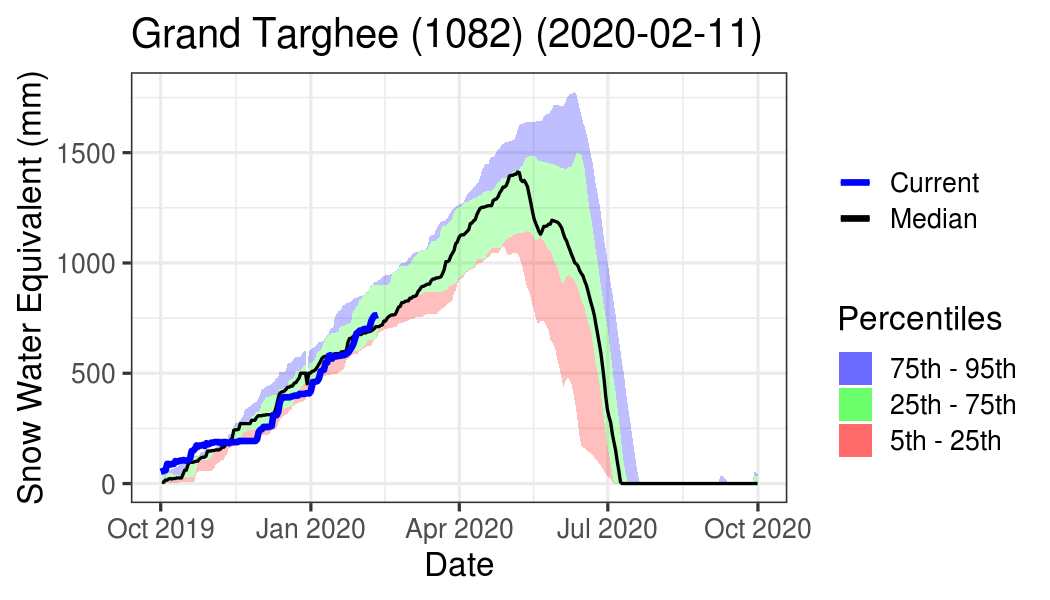 Grand Targhee (1082) (2020-02-11)
Snow Water Equivalent (mm)
1500
1000
500
0
Oct 2019
Jan 2020
Apr 2020
Jul 2020
Oct 2020
Date
Current
Median
Percentiles
75th - 95th
25th - 75th
5th - 25th